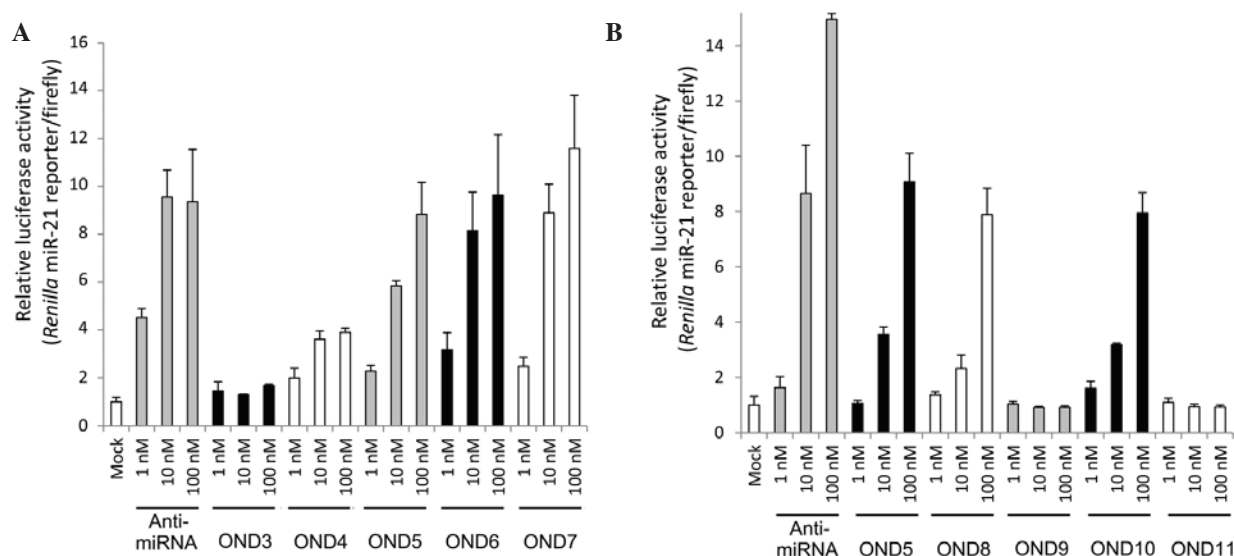 A
Relative luciferase activity
(Renilla miR-21 reporter/firefly)
16
14
12
10
8
6
4
2
0
Mock
1 nM
10 nM
100 nM
1 nM
10 nM
100 nM
1 nM
10 nM
100 nM
1 nM
10 nM
100 nM
1 nM
10 nM
100 nM
1 nM
10 nM
100 nM
Anti-
miRNA OND3 OND4 OND5 OND6 OND7
B
Relative luciferase activity
(Renilla miR-21 reporter/firefly)
14
12
10
8
6
4
2
0
Mock
1 nM
10 nM
100 nM
1 nM
10 nM
100 nM
1 nM
10 nM
100 nM
1 nM
10 nM
100 nM
1 nM
10 nM
100 nM
1 nM
10 nM
100 nM
Anti-
miRNA OND5 OND8 OND9 OND10 OND11